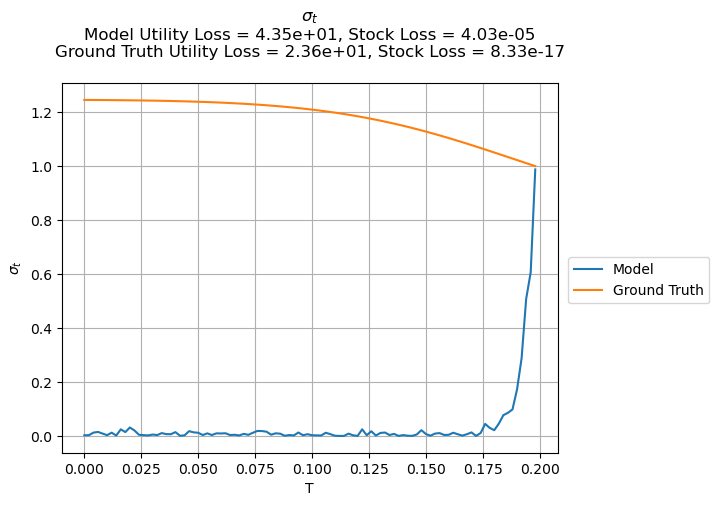 σₜ
Model Utility Loss = 4.35e+01, Stock Loss = 4.03e-05
Ground Truth Utility Loss = 2.36e+01, Stock Loss = 8.33e-17
1.2
1.0
0.8
0.6
0.4
0.2
0.0
σₜ
0.000 0.025 0.050 0.075 0.100 0.125 0.150 0.175 0.200
T
Model
Ground Truth